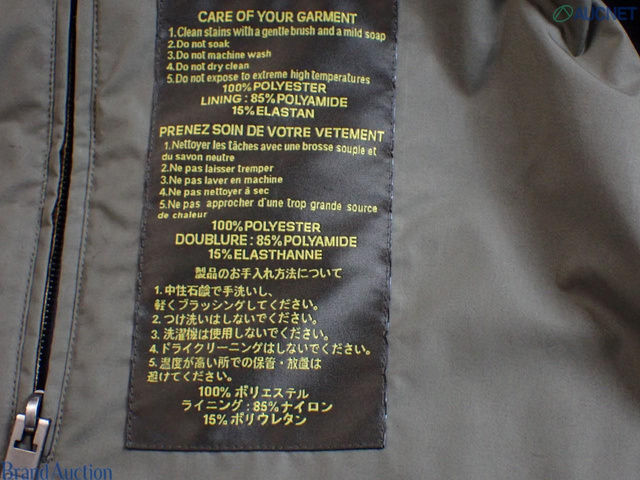 AUCNET
CARE OF YOUR GARMENT
1.Clean stains with a gentle brush and a mild soap
2.Do not soak
3.Do not machine wash
4.Do not dry clean
5.Do not expose to extreme high temperatures
100%POLYESTER
LINING : 85%POLYAMIDE
15%ELASTAN
PRENEZ SOIN DE VOTRE VETEMENT
1.Nettoyer les tâches avec une brosse souple et
du savon neutre
2.Ne pas laisser tremper
3.Ne pas laver en machine
4.Ne pas nettoyer à sec
5.Ne pas approcher d'une trop grande source
de chaleur
100%POLYESTER
DOUBLURE : 85%POLYAMIDE
15%ELASTHANNE
製品のお手入れ方法について
1. 中性石鹸で手洗いし、
軽くブラッシングしてください。
2. つけ洗いはしないでください。
3. 洗濯機は使用しないでください。
4. ドライクリーニングはしないでください。
5. 温度が高い所での保管・放置は
避けてください。
100% ポリエステル
ライニング : 85%ナイロン
15% ポリウレタン
Brand Auction